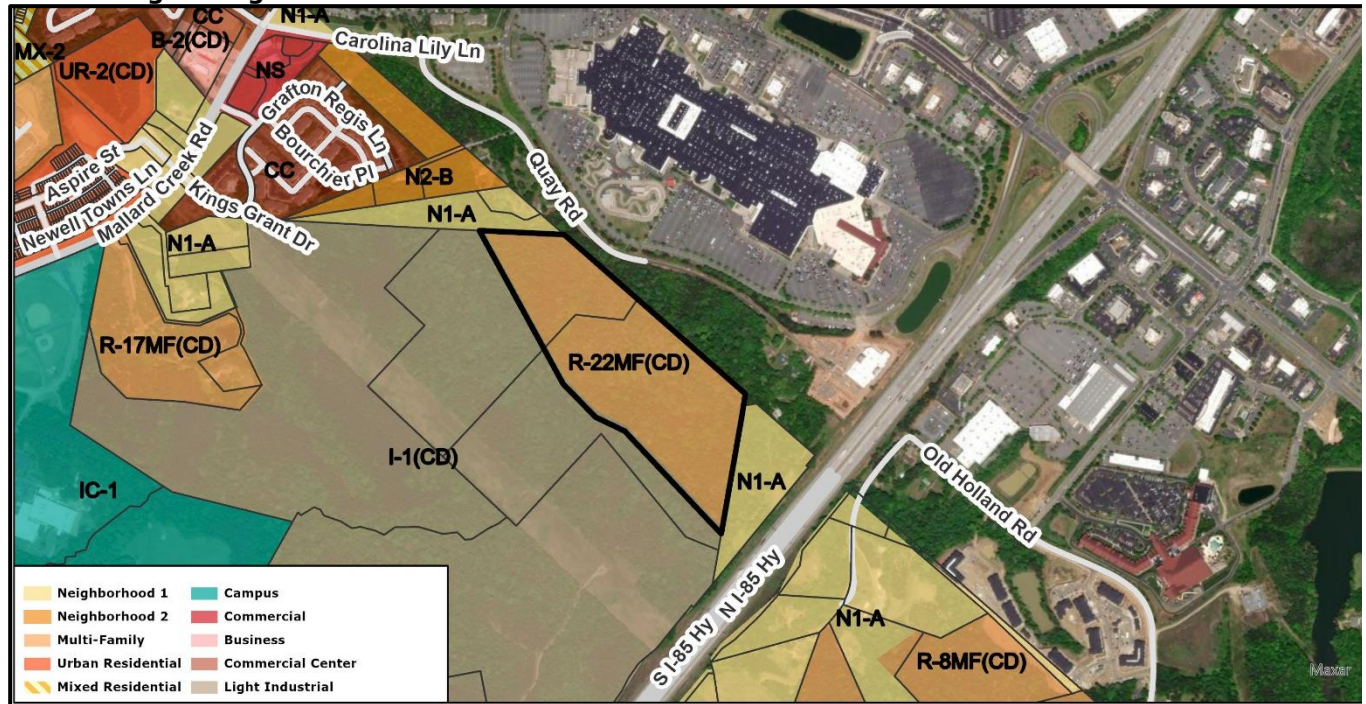 CC
N1-A
B-2(CD)
MX-2
UR-2(CD)
NS
Carolina Lily Ln
Grafton Regis Ln
Bourchier Pl
CC
Aspire St
Newell Towns Ln
Mallard Creek Rd
Kings Grant Dr
Quay Rd
N2-B
N1-A
N1-A
R-17MF(CD)
R-22MF(CD)
I-1(CD)
IC-1
N1-A
Old Holland Rd
S I-85 Hy
N I-85 Hy
N1-A
R-8MF(CD)
Maxar
Neighborhood 1
Neighborhood 2
Multi-Family
Urban Residential
Mixed Residential
Campus
Commercial
Business
Commercial Center
Light Industrial